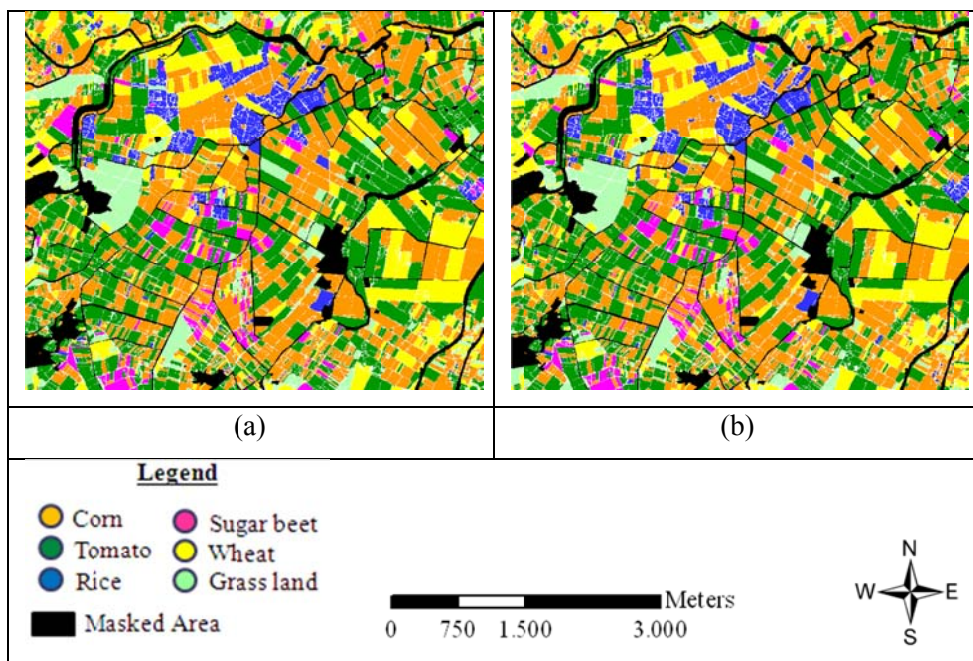 (a)
(b)
Legend
Corn
Tomato
Rice
Sugar beet
Wheat
Grass land
Masked Area
Meters
0 750 1.500 3.000
N
W E
S